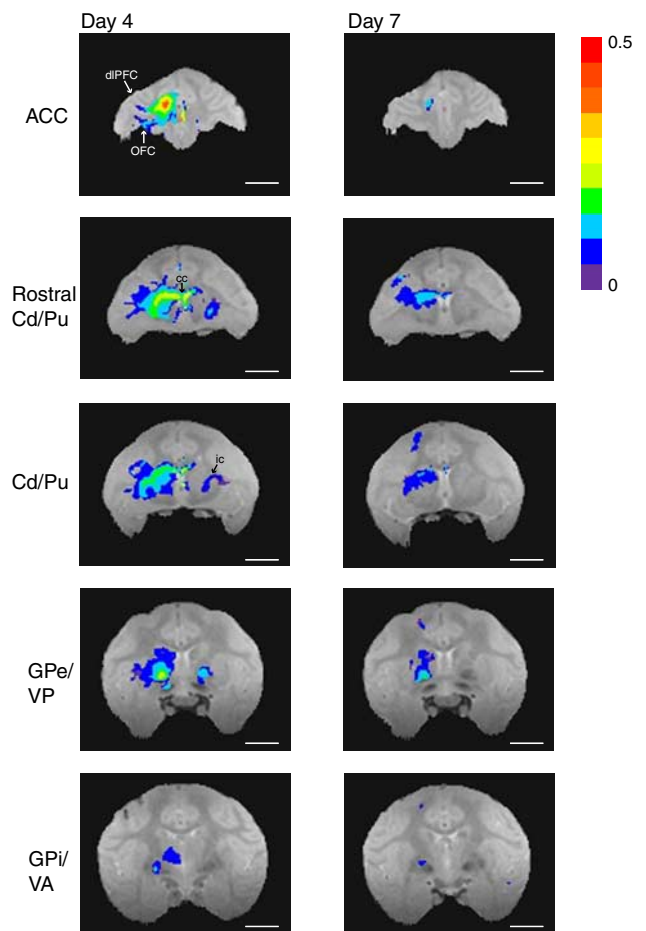 Day 4
Day 7
0.5
dlPFC
ACC
OFC
cc
Rostral
Cd/Pu
0
ic
Cd/Pu
GPe/
VP
GPi/
VA